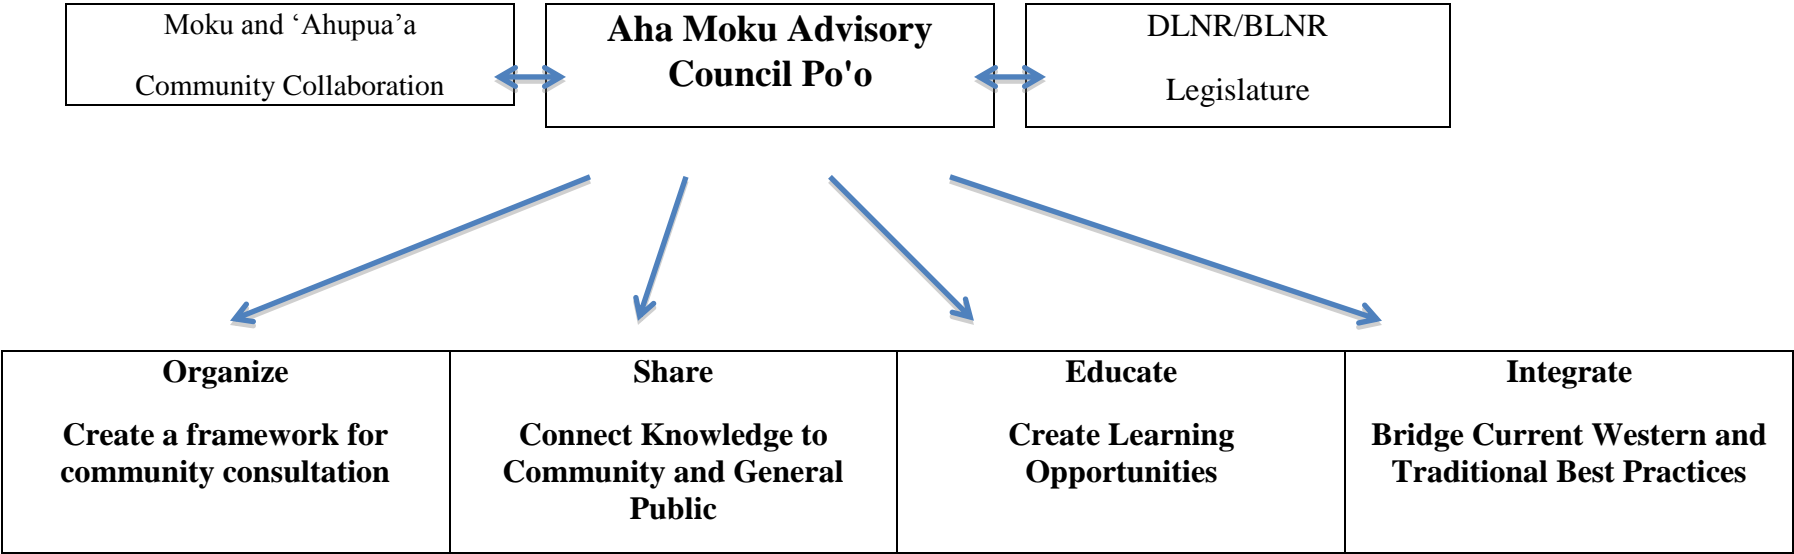 Moku and ‘Ahupua’a
Community Collaboration
Aha Moku Advisory
Council Po'o
DLNR/BLNR
Legislature
Organize
Create a framework for
community consultation
Share
Connect Knowledge to
Community and General
Public
Educate
Create Learning
Opportunities
Integrate
Bridge Current Western and
Traditional Best Practices